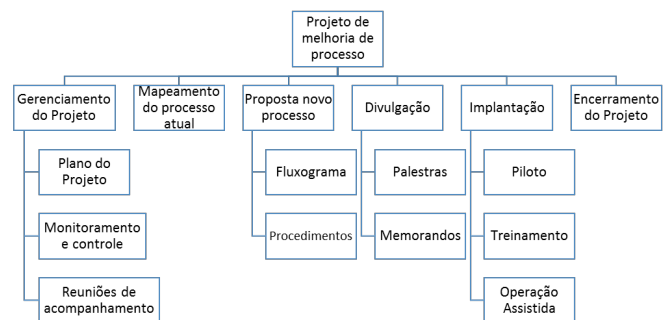 Projeto de
melhoria de
processo
Gerenciamento
do Projeto
Mapeamento
do processo
atual
Proposta novo
processo
Divulgação
Implantação
Encerramento
do Projeto
Plano do
Projeto
Monitoramento
e controle
Reuniões de
acompanhamento
Fluxograma
Procedimentos
Palestras
Memorandos
Piloto
Treinamento
Operação
Assistida